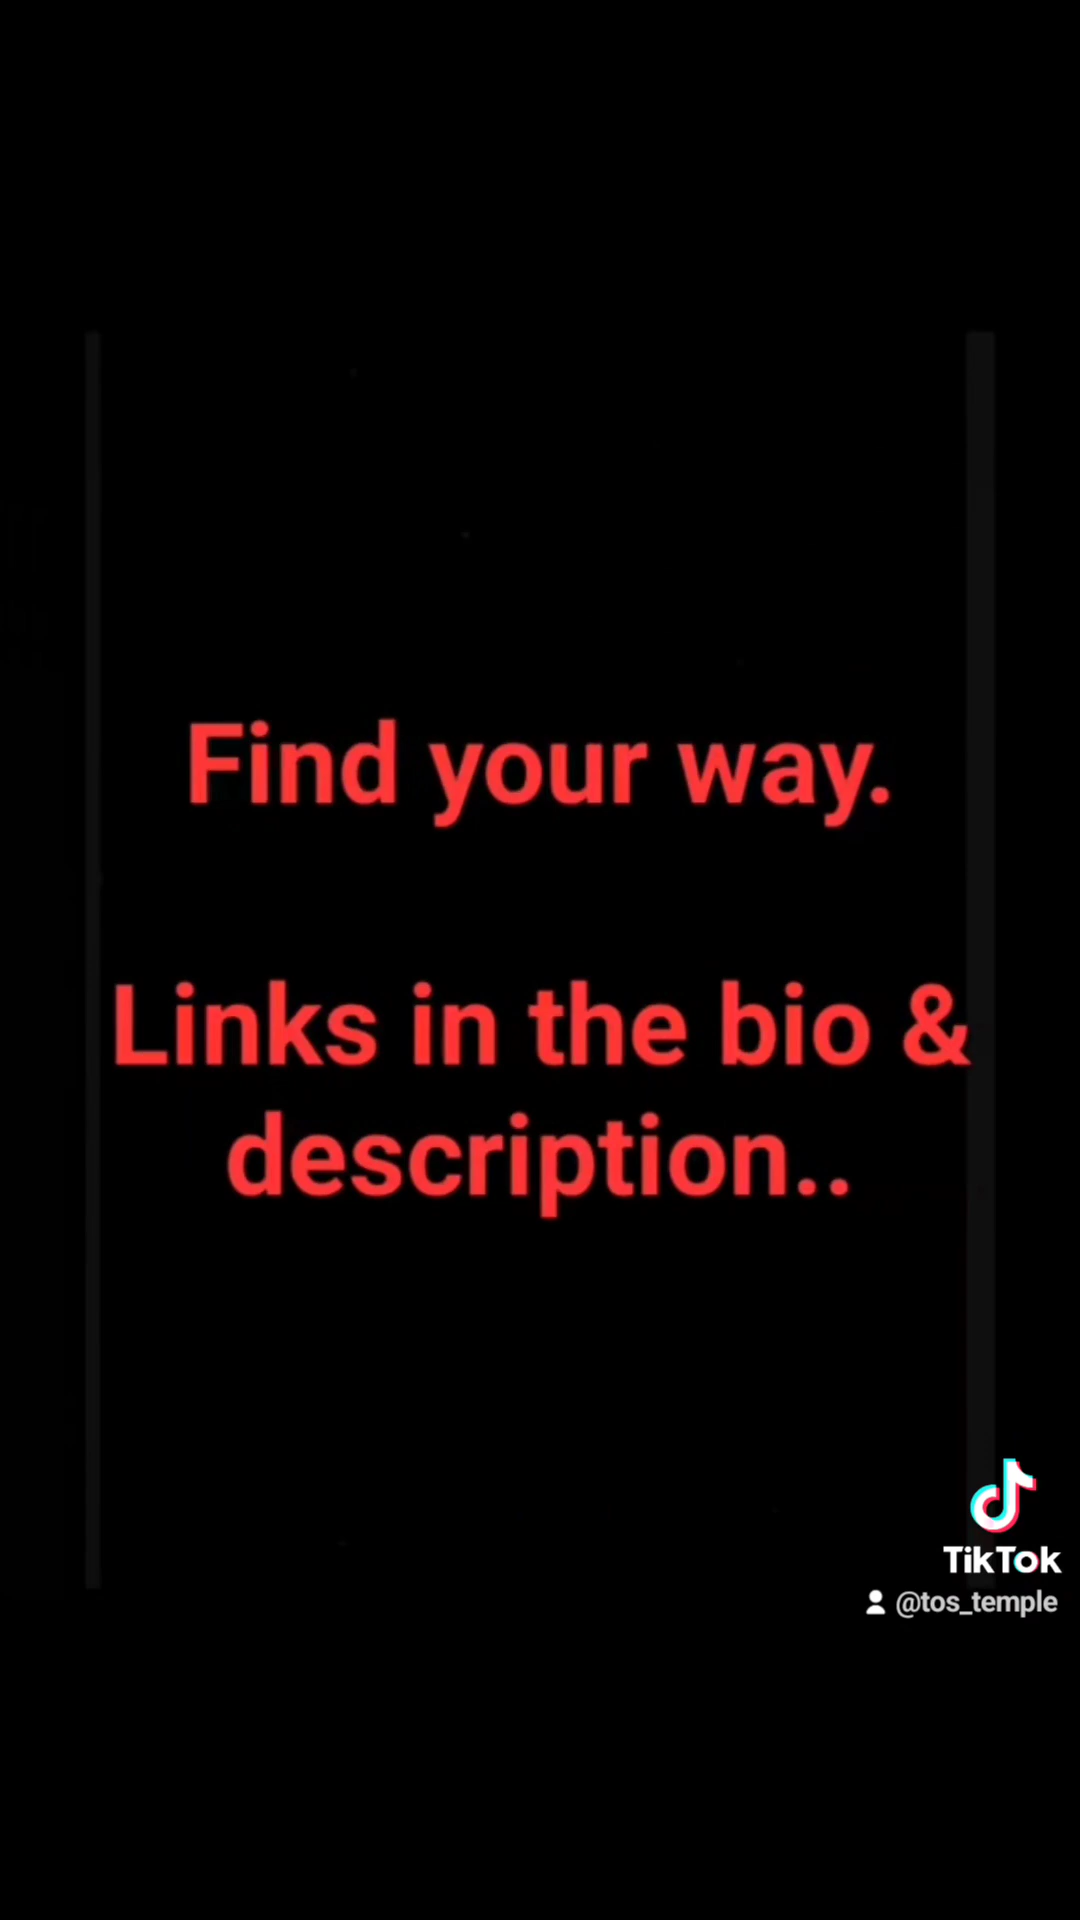 Find your way.
Links in the bio &
description..
TikTok
@tos_temple